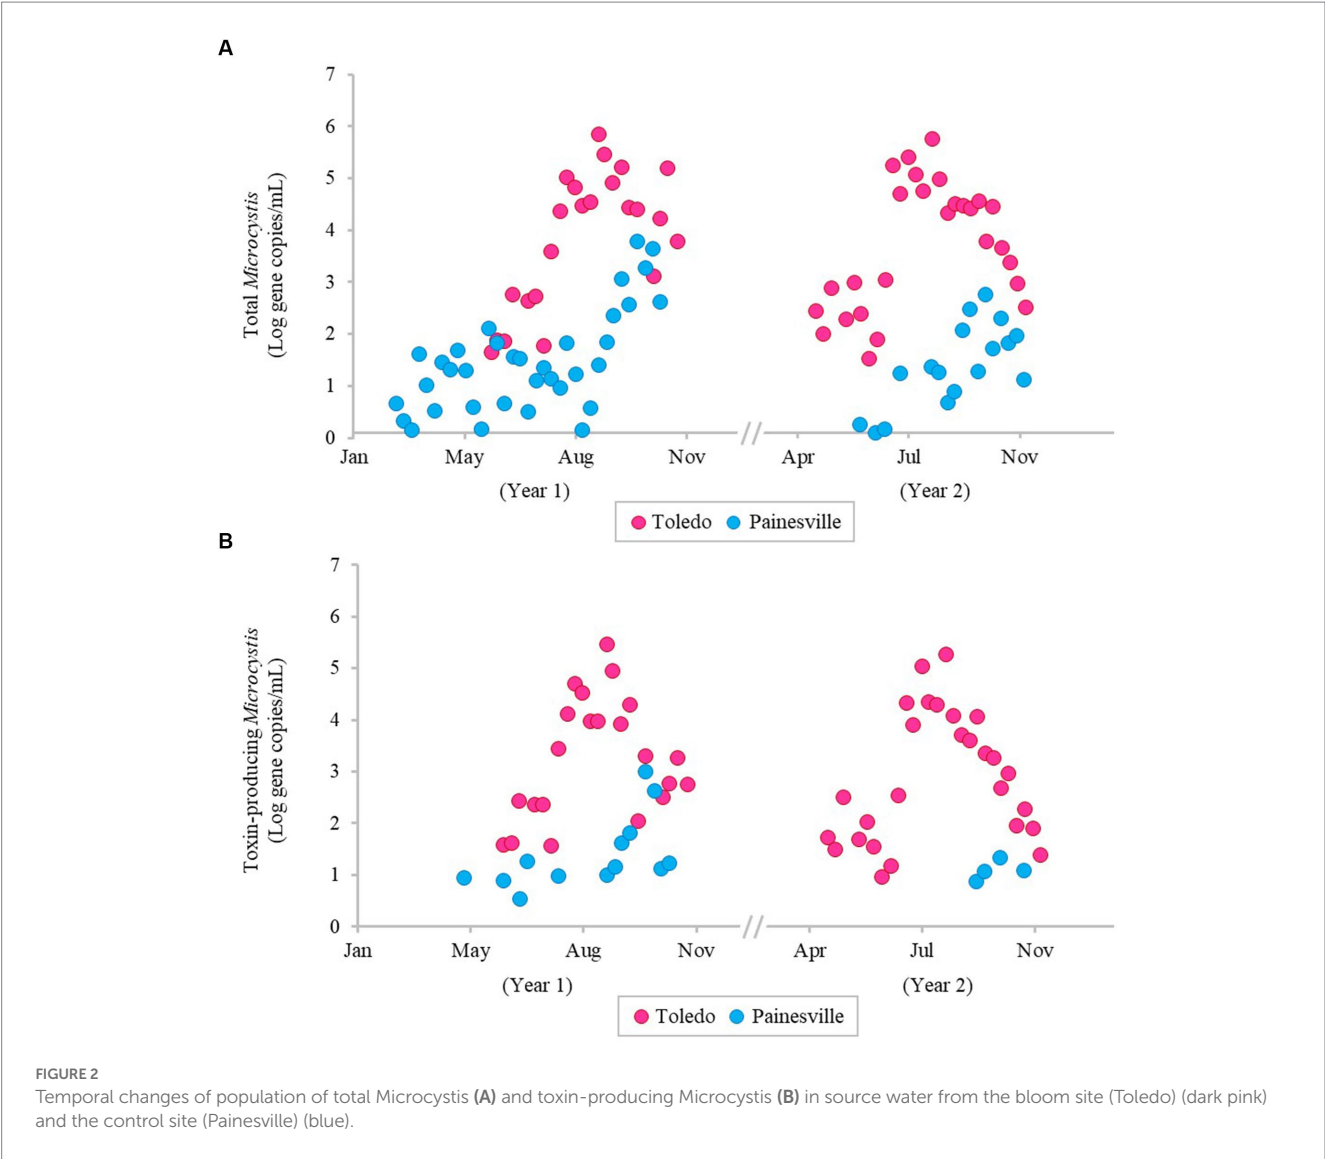 A
7
6
5
4
3
2
1
0
Total Microcystis
(Log gene copies/mL)
Jan May Aug Nov Apr Jul Nov
(Year 1) (Year 2)
Toledo Painesville
B
7
6
5
4
3
2
1
0
Toxin-producing Microcystis
(Log gene copies/mL)
Jan May Aug Nov Apr Jul Nov
(Year 1) (Year 2)
Toledo Painesville
FIGURE 2
Temporal changes of population of total Microcystis (A) and toxin-producing Microcystis (B) in source water from the bloom site (Toledo) (dark pink)
and the control site (Painesville) (blue).